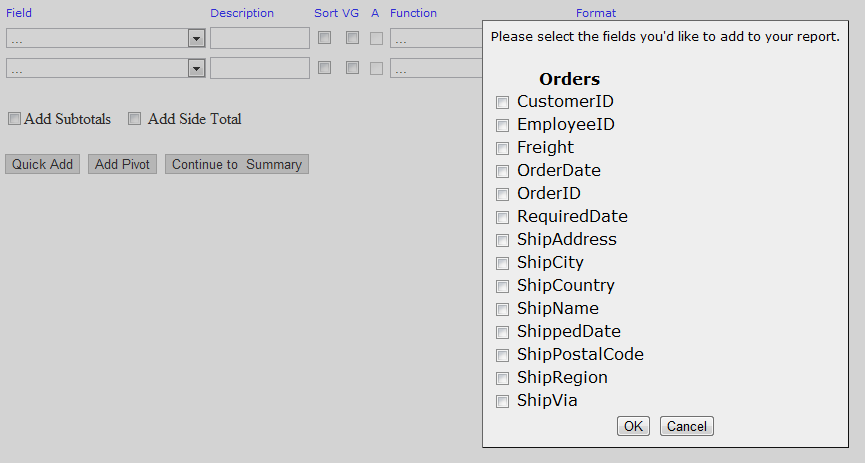 Field Description Sort VG A Function Format
... ...
... ...
Add Subtotals Add Side Total
Quick Add Add Pivot Continue to Summary
Please select the fields you'd like to add to your report.
Orders
CustomerID
EmployeeID
Freight
OrderDate
OrderID
RequiredDate
ShipAddress
ShipCity
ShipCountry
ShipName
ShippedDate
ShipPostalCode
ShipRegion
ShipVia
OK Cancel